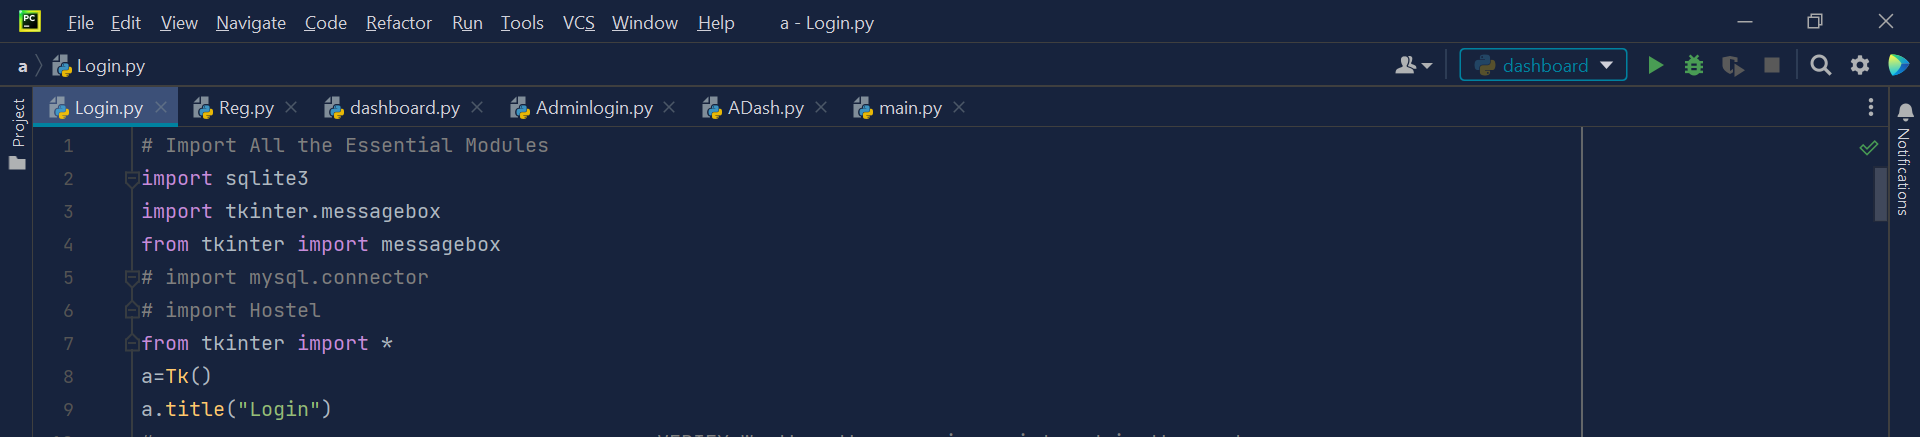 PC
File Edit View Navigate Code Refactor Run Tools VCS Window Help a - Login.py
a Login.py dashboard
Project
Login.py Reg.py dashboard.py Adminlogin.py ADash.py main.py
Notifications
1 # Import All the Essential Modules
2 import sqlite3
3 import tkinter.messagebox
4 from tkinter import messagebox
5 # import mysql.connector
6 # import Hostel
7 from tkinter import *
8 a=Tk()
9 a.title("Login")